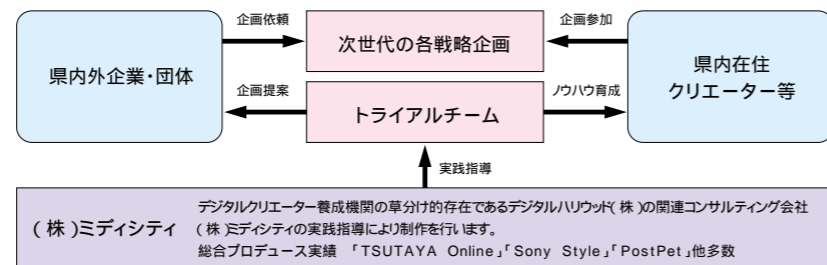 企画依頼
次世代の各戦略企画
企画参加
県内外企業・団体
県内在住
クリエーター等
企画提案
トライアルチーム
ノウハウ育成
実践指導
(株)ミディシティ
デジタルクリエーター養成機関の草分け的存在であるデジタルハリウッド(株)の関連コンサルティング会社
(株)ミディシティの実践指導により制作を行います。
総合プロデュース実績 「TSUTAYA Online」「Sony Style」「PostPet」他多数